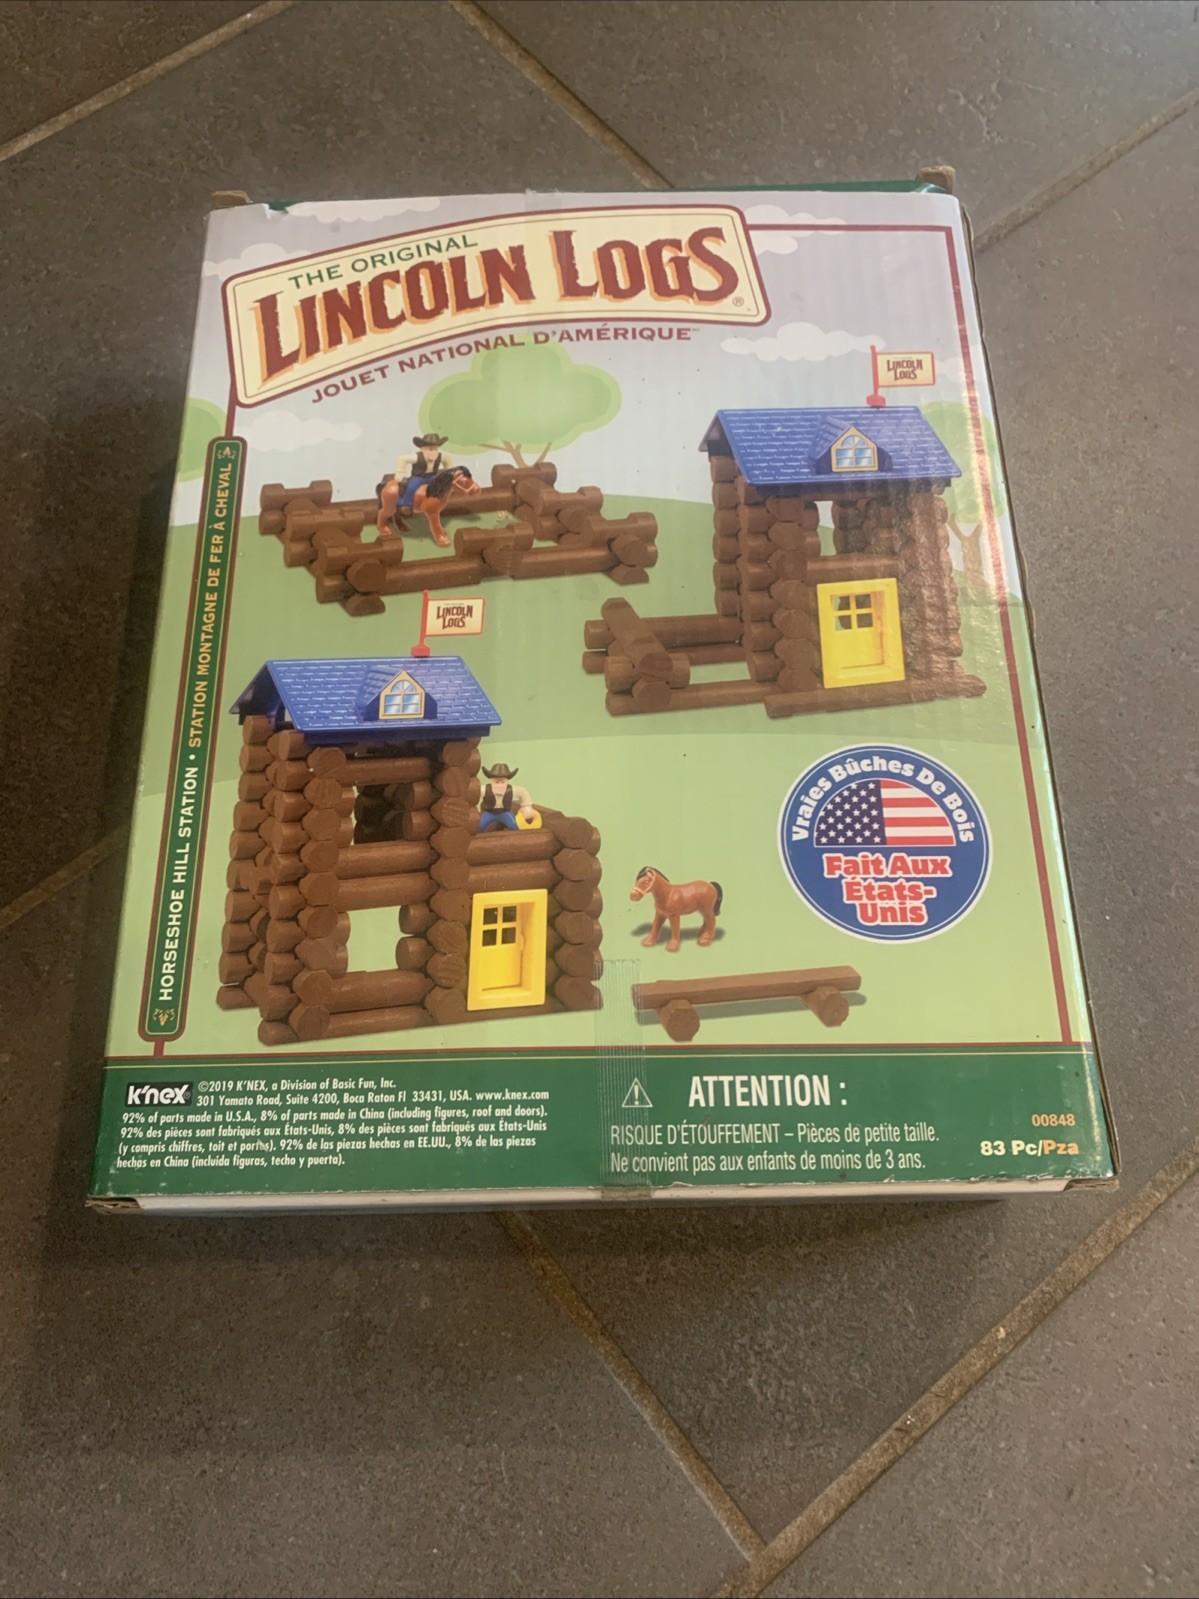 THE ORIGINAL
LINCOLN LOGS®
JOUET NATIONAL D'AMÉRIQUE™
LINCOLN
LOGS
LINCOLN
LOGS
HORSESHOE HILL STATION • STATION MONTAGNE DE FER À CHEVAL
Vraies Bûches De Bois
Fait Aux
États-
Unis
k'nex
©2019 K'NEX, a Division of Basic Fun, Inc.
301 Yamato Road, Suite 4200, Boca Raton Fl 33431, USA. www.knex.com
92% of parts made in U.S.A., 8% of parts made in China (including figures, roof and doors).
92% des pièces sont fabriqués aux États-Unis, 8% des pièces sont fabriqués aux États-Unis
(y compris chiffres, toit et portes). 92% de las piezas hechas en EE.UU., 8% de las piezas
hechas en China (incluida figuras, techo y puerta).
ATTENTION :
RISQUE D'ÉTOUFFEMENT – Pièces de petite taille.
Ne convient pas aux enfants de moins de 3 ans.
00848
83 Pc/Pza